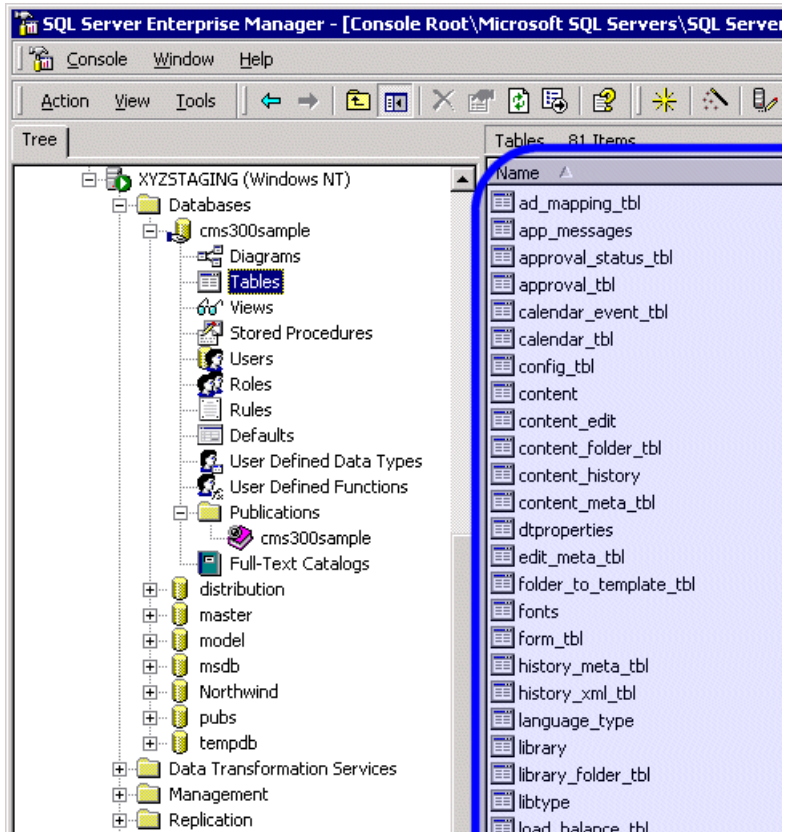 SQL Server Enterprise Manager - [Console Root\Microsoft SQL Servers\SQL Server
Console Window Help
Action View Tools
Tree
Tables 81 Items
XYZSTAGING (Windows NT)
Databases
cms300sample
Diagrams
Tables
Views
Stored Procedures
Users
Roles
Rules
Defaults
User Defined Data Types
User Defined Functions
Publications
cms300sample
Full-Text Catalogs
distribution
master
model
msdb
Northwind
pubs
tempdb
Data Transformation Services
Management
Replication
Name
ad_mapping_tbl
app_messages
approval_status_tbl
approval_tbl
calendar_event_tbl
calendar_tbl
config_tbl
content
content_edit
content_folder_tbl
content_history
content_meta_tbl
dtproperties
edit_meta_tbl
folder_to_template_tbl
fonts
form_tbl
history_meta_tbl
history_xml_tbl
language_type
library
library_folder_tbl
libtype
load_balance_tbl